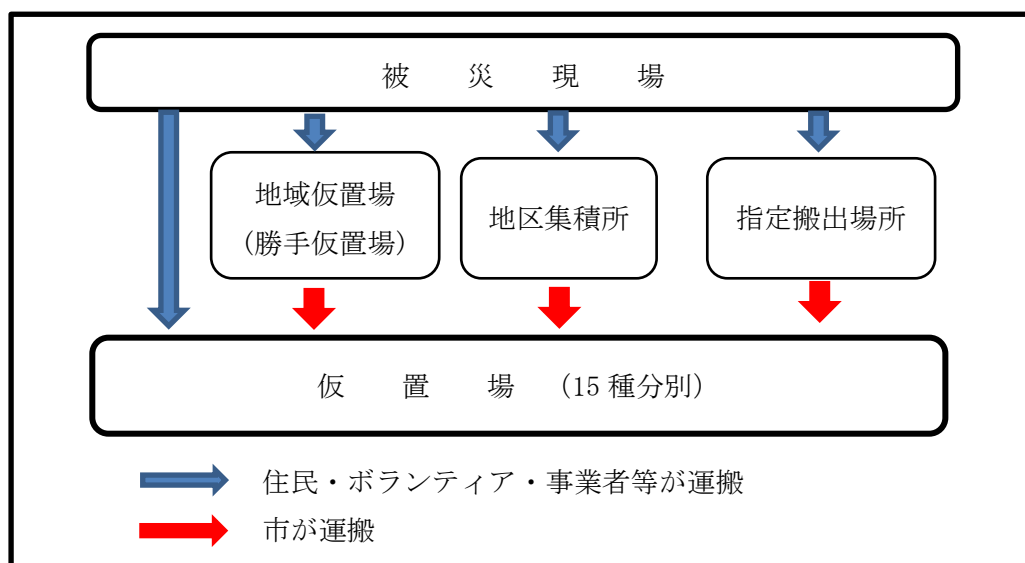 被　災　現　場
地域仮置場
(勝手仮置場)
地区集積所
指定搬出場所
仮　置　場　(15 種分別)
住民・ボランティア・事業者等が運搬
市が運搬